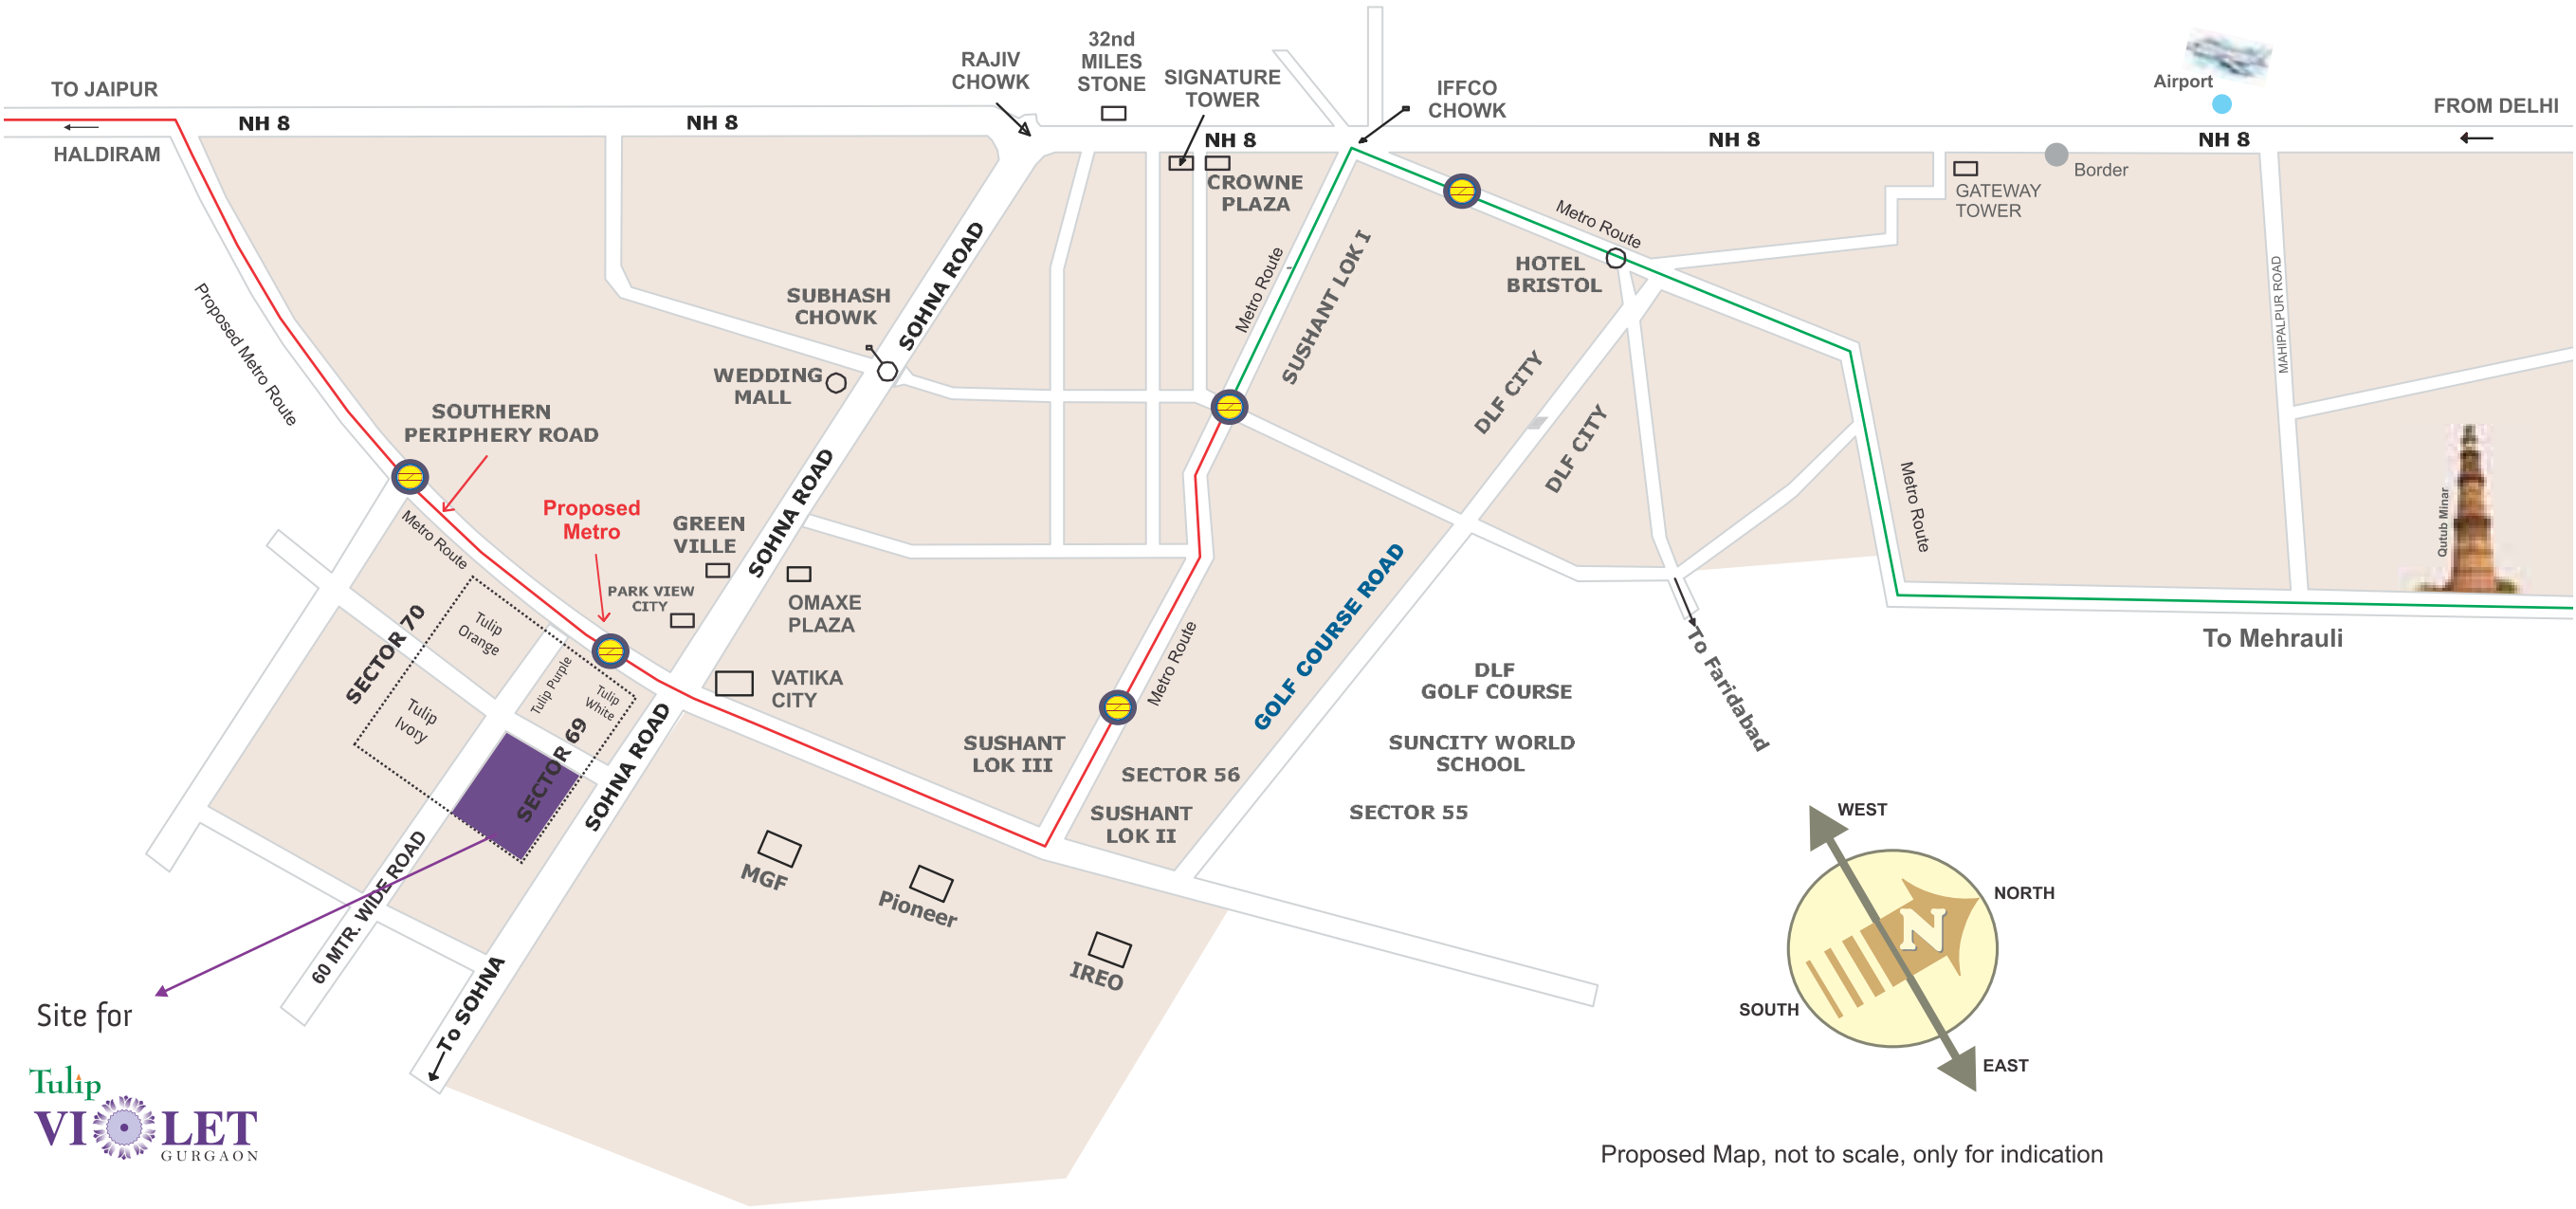 TO JAIPUR
HALDIRAM
NH 8
NH 8
RAJIV
CHOWK
32nd
MILES
STONE
SIGNATURE
TOWER
NH 8
CROWNE
PLAZA
IFFCO
CHOWK
NH 8
Airport
FROM DELHI
NH 8
Border
GATEWAY
TOWER
Metro Route
HOTEL
BRISTOL
MAHIPALPUR ROAD
Proposed Metro Route
SUBHASH
CHOWK
SOHNA ROAD
WEDDING
MALL
Metro Route
SUSHANT LOK I
DLF CITY
DLF CITY
SOUTHERN
PERIPHERY ROAD
Metro Route
Proposed
Metro
GREEN
VILLE
SOHNA ROAD
PARK VIEW
CITY
OMAXE
PLAZA
VATIKA
CITY
Metro Route
Qutub Minar
To Mehrauli
To Faridabad
GOLF COURSE ROAD
DLF
GOLF COURSE
SUNCITY WORLD
SCHOOL
SECTOR 55
Metro Route
SECTOR 70
Tulip
Orange
Tulip Purple
Tulip
White
Tulip
Ivory
SECTOR 69
SOHNA ROAD
SUSHANT
LOK III
SECTOR 56
SUSHANT
LOK II
MGF
Pioneer
IREO
60 MTR. WIDE ROAD
To SOHNA
Site for
Tulip
VIOLET
GURGAON
WEST
NORTH
N
SOUTH
EAST
Proposed Map, not to scale, only for indication